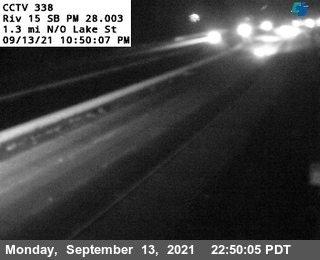 CCTV 338
Riv 15 SB PM 28.003
1.3 mi N/O Lake St
09/13/21 10:50:07 PM
Monday, September 13, 2021 22:50:05 PDT